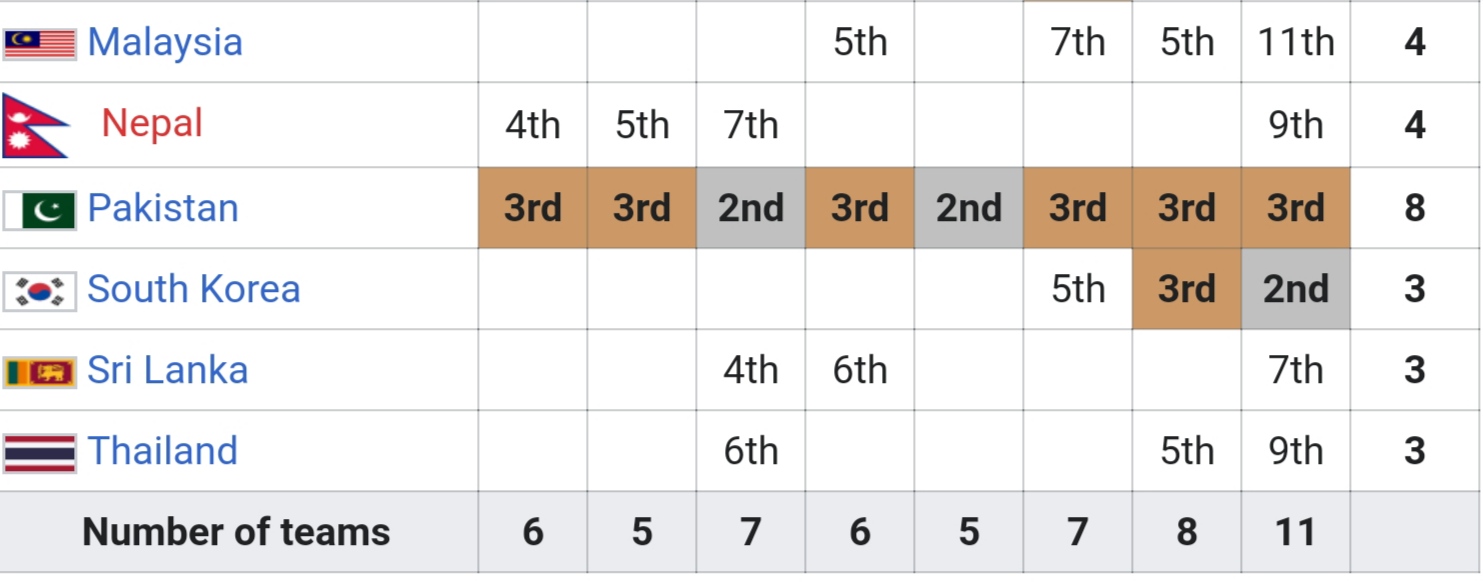 Malaysia 5th 7th 5th 11th 4
Nepal 4th 5th 7th 9th 4
Pakistan 3rd 3rd 2nd 3rd 2nd 3rd 3rd 3rd 8
South Korea 5th 3rd 2nd 3
Sri Lanka 4th 6th 7th 3
Thailand 6th 5th 9th 3
Number of teams 6 5 7 6 5 7 8 11